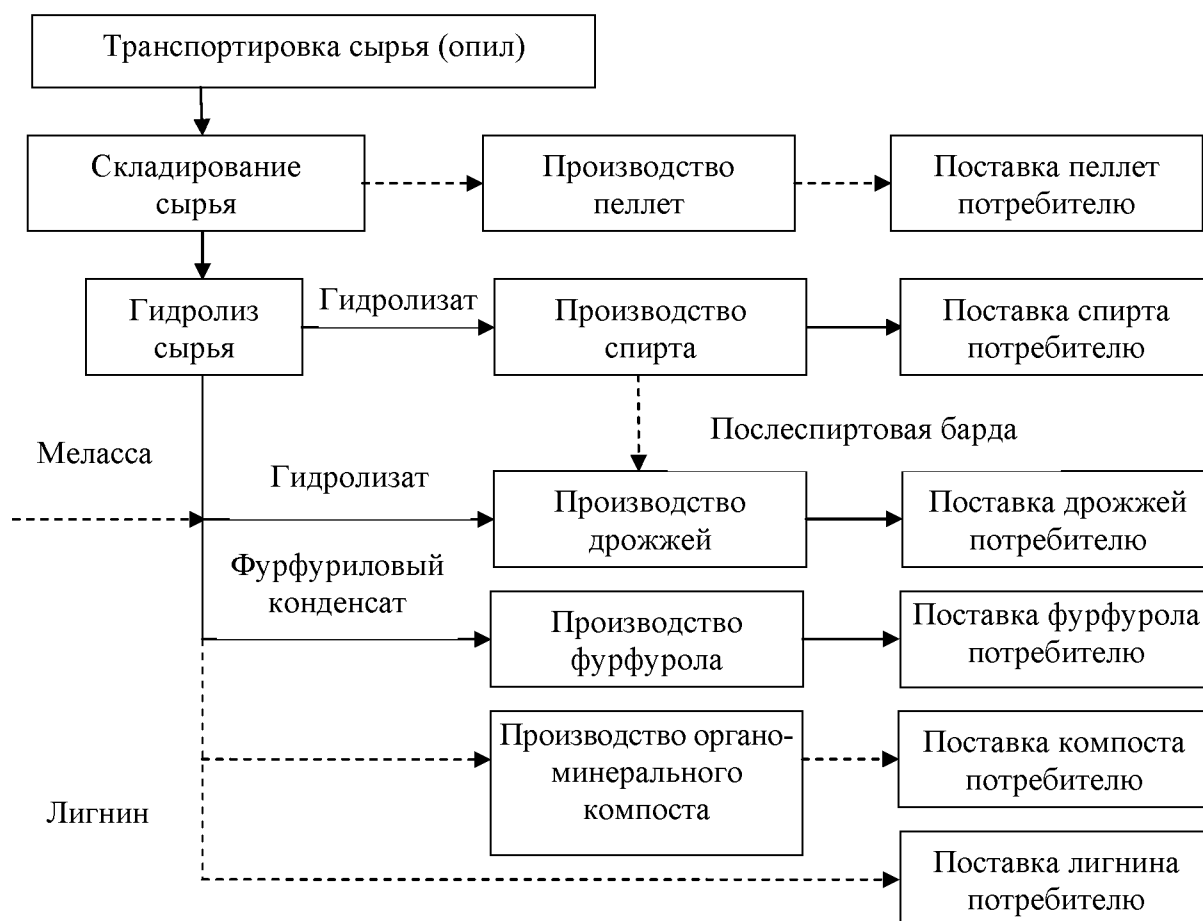 Транспортировка сырья (опил)
Складирование
сырья
Производство
пеллет
Поставка пеллет
потребителю
Гидролиз
сырья
Гидролизат
Производство
спирта
Поставка спирта
потребителю
Послеспиртовая барда
Меласса
Гидролизат
Производство
дрожжей
Поставка дрожжей
потребителю
Фурфуриловый
конденсат
Производство
фурфурола
Поставка фурфурола
потребителю
Производство органо-
минерального
компоста
Поставка компоста
потребителю
Лигнин
Поставка лигнина
потребителю